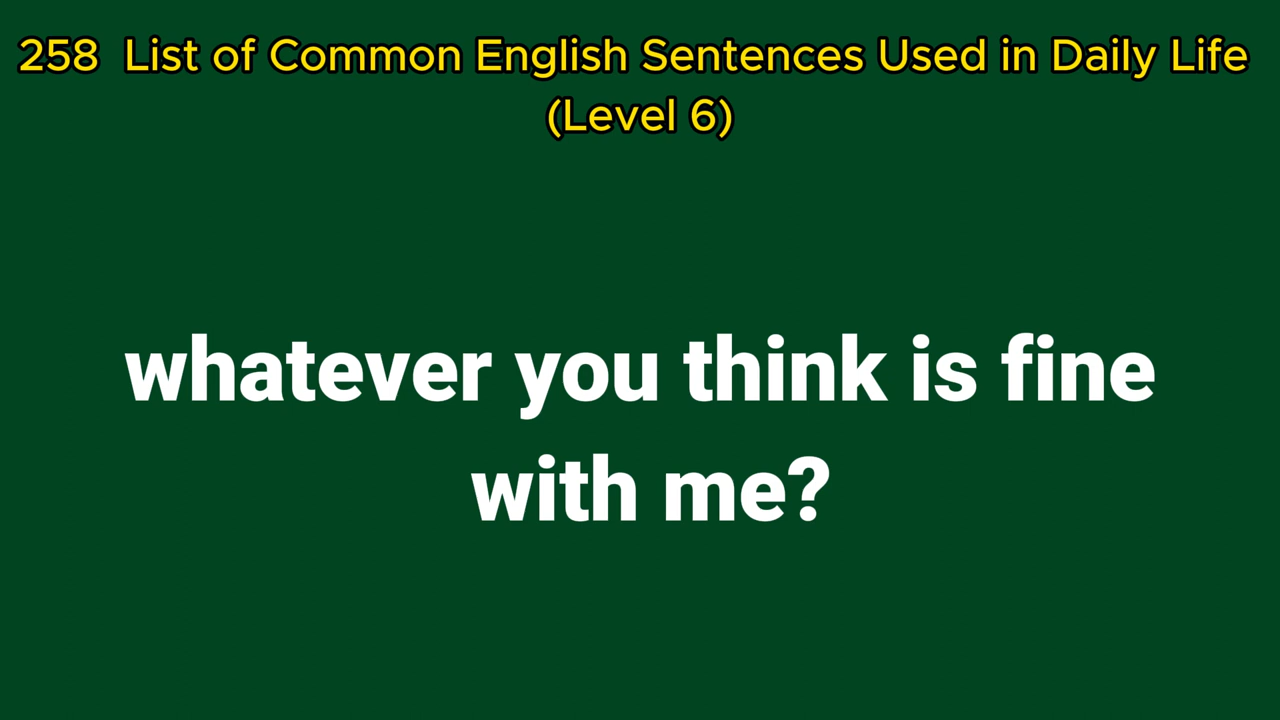 258 List of Common English Sentences Used in Daily Life
(Level 6)
whatever you think is fine
with me?